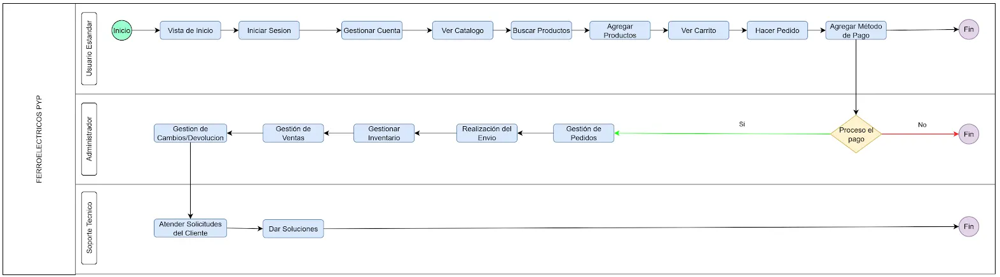 FERROELECTRICOS PYP
Usuario Estandar
Inicio
Vista de Inicio
Iniciar Sesion
Gestionar Cuenta
Ver Catalogo
Buscar Productos
Agregar
Productos
Ver Carrito
Hacer Pedido
Agregar Método
de Pago
Fin
Administrador
Gestion de
Cambios/Devolucion
Gestión de
Ventas
Gestionar
Inventario
Realización del
Envio
Gestión de
Pedidos
Si
Proceso el
pago
No
Fin
Soporte Tecnico
Atender Solicitudes
del Cliente
Dar Soluciones
Fin